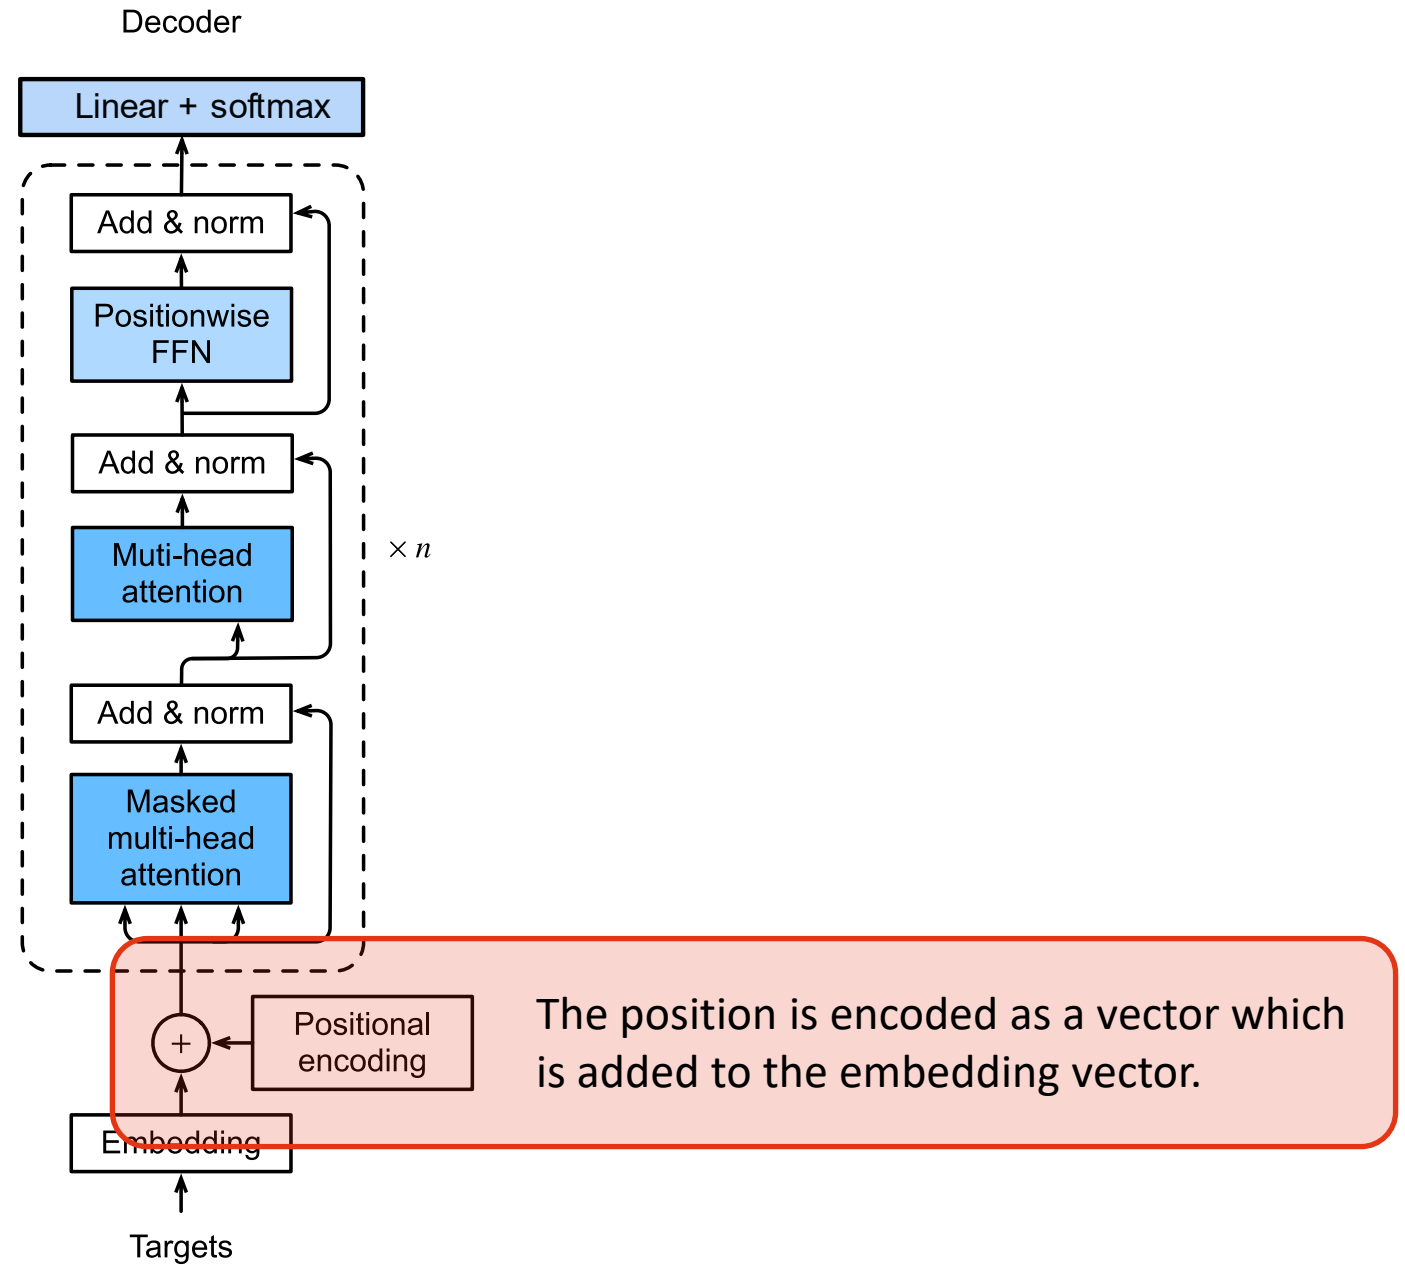 Decoder
Linear + softmax
Add & norm
Positionwise
FFN
Add & norm
Muti-head
attention
× n
Add & norm
Masked
multi-head
attention
+
Positional
encoding
The position is encoded as a vector which
is added to the embedding vector.
Embedding
Targets